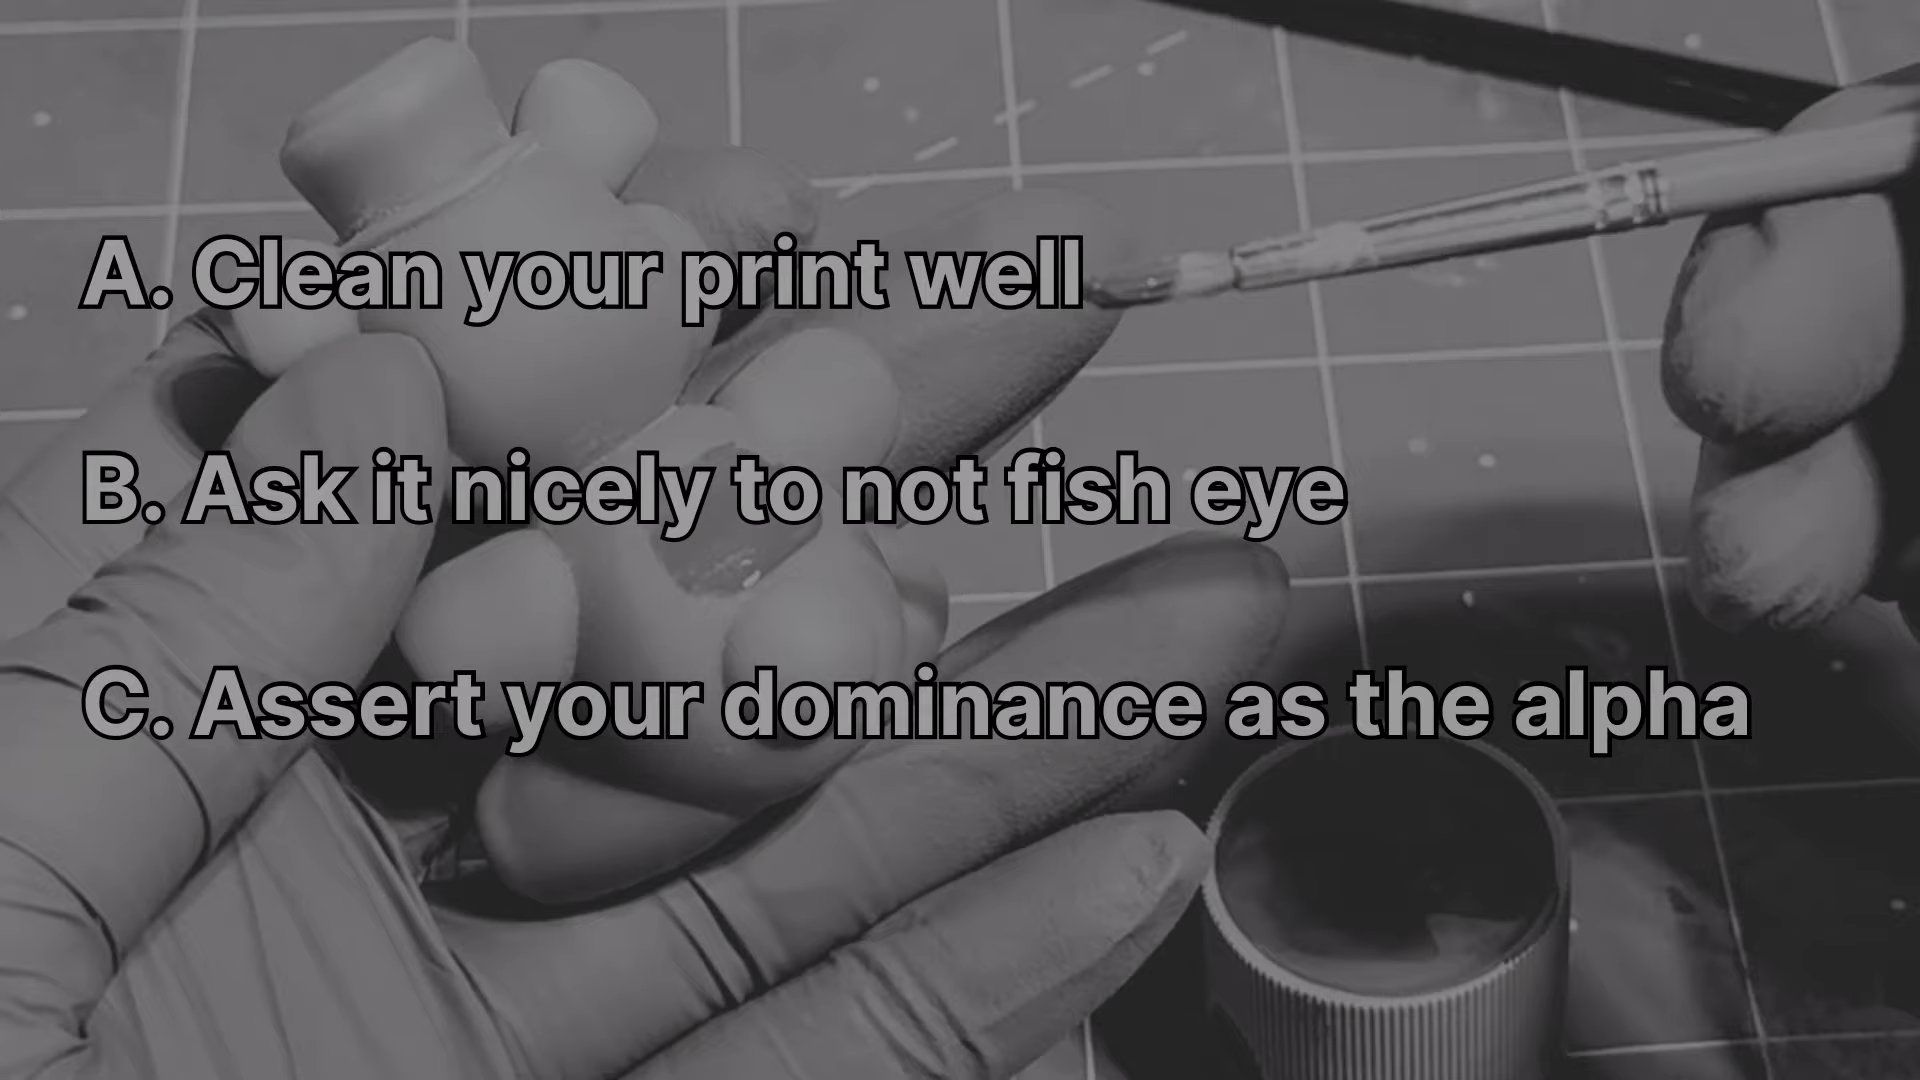 A. Clean your print well
B. Ask it nicely to not fish eye
C. Assert your dominance as the alpha